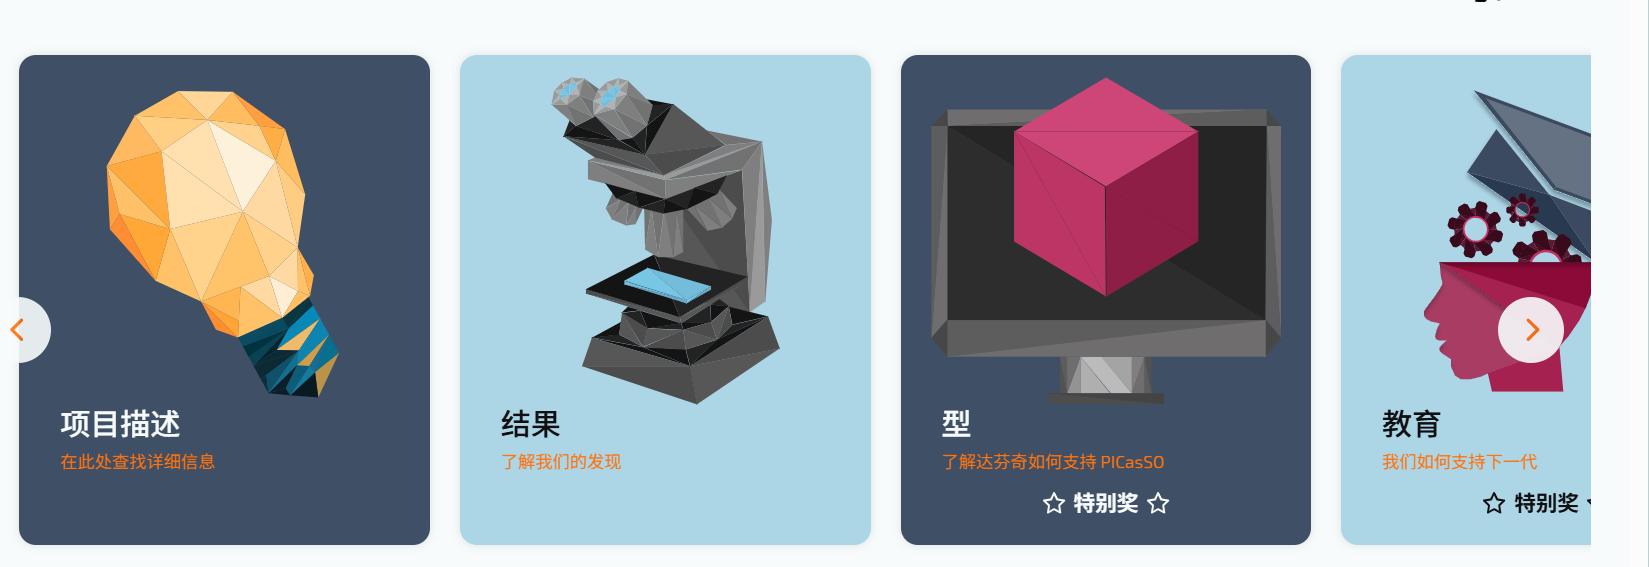 项目描述
在此处查找详细信息
结果
了解我们的发现
型
了解达芬奇如何支持 PICasSO
☆ 特别奖 ☆
教育
我们如何支持下一代
☆ 特别奖